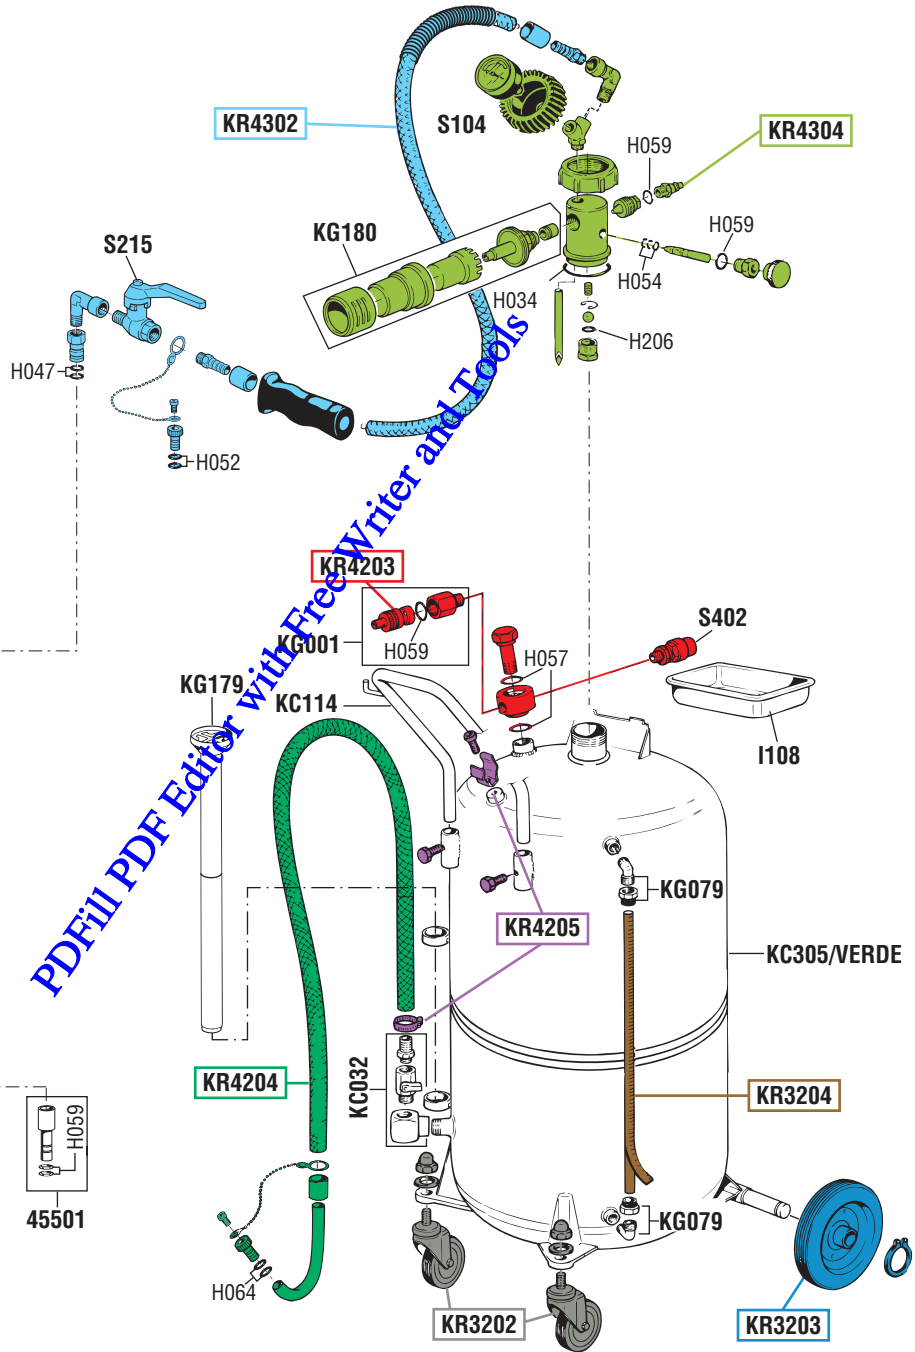 KR4302
S104
H059
KR4304
KG180
S215
H059
H054
H034
H206
H047
H052
KR4203
KG001
H059
S402
H057
KG179
KC114
I108
KG079
KR4205
KC305/VERDE
KC032
KR4204
KR3204
H059
45501
KG079
H064
KR3202
KR3203
PDFill PDF Editor with Free Writer and Tools